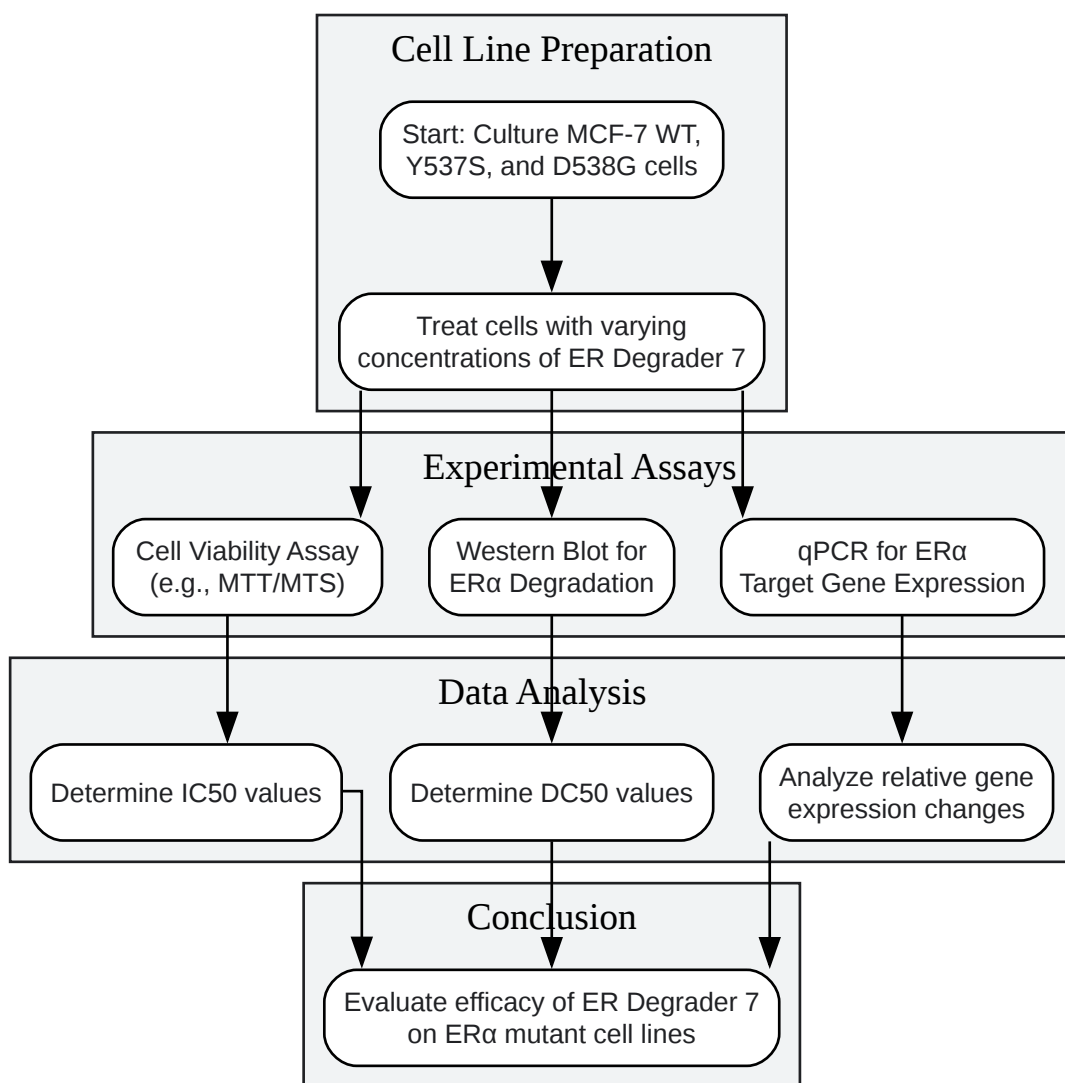 Cell Line Preparation
Start: Culture MCF-7 WT,
Y537S, and D538G cells
Treat cells with varying
concentrations of ER Degrader 7
Experimental Assays
Cell Viability Assay
(e.g., MTT/MTS)
Western Blot for
ERα Degradation
qPCR for ERα
Target Gene Expression
Data Analysis
Determine IC50 values
Determine DC50 values
Analyze relative gene
expression changes
Conclusion
Evaluate efficacy of ER Degrader 7
on ERα mutant cell lines